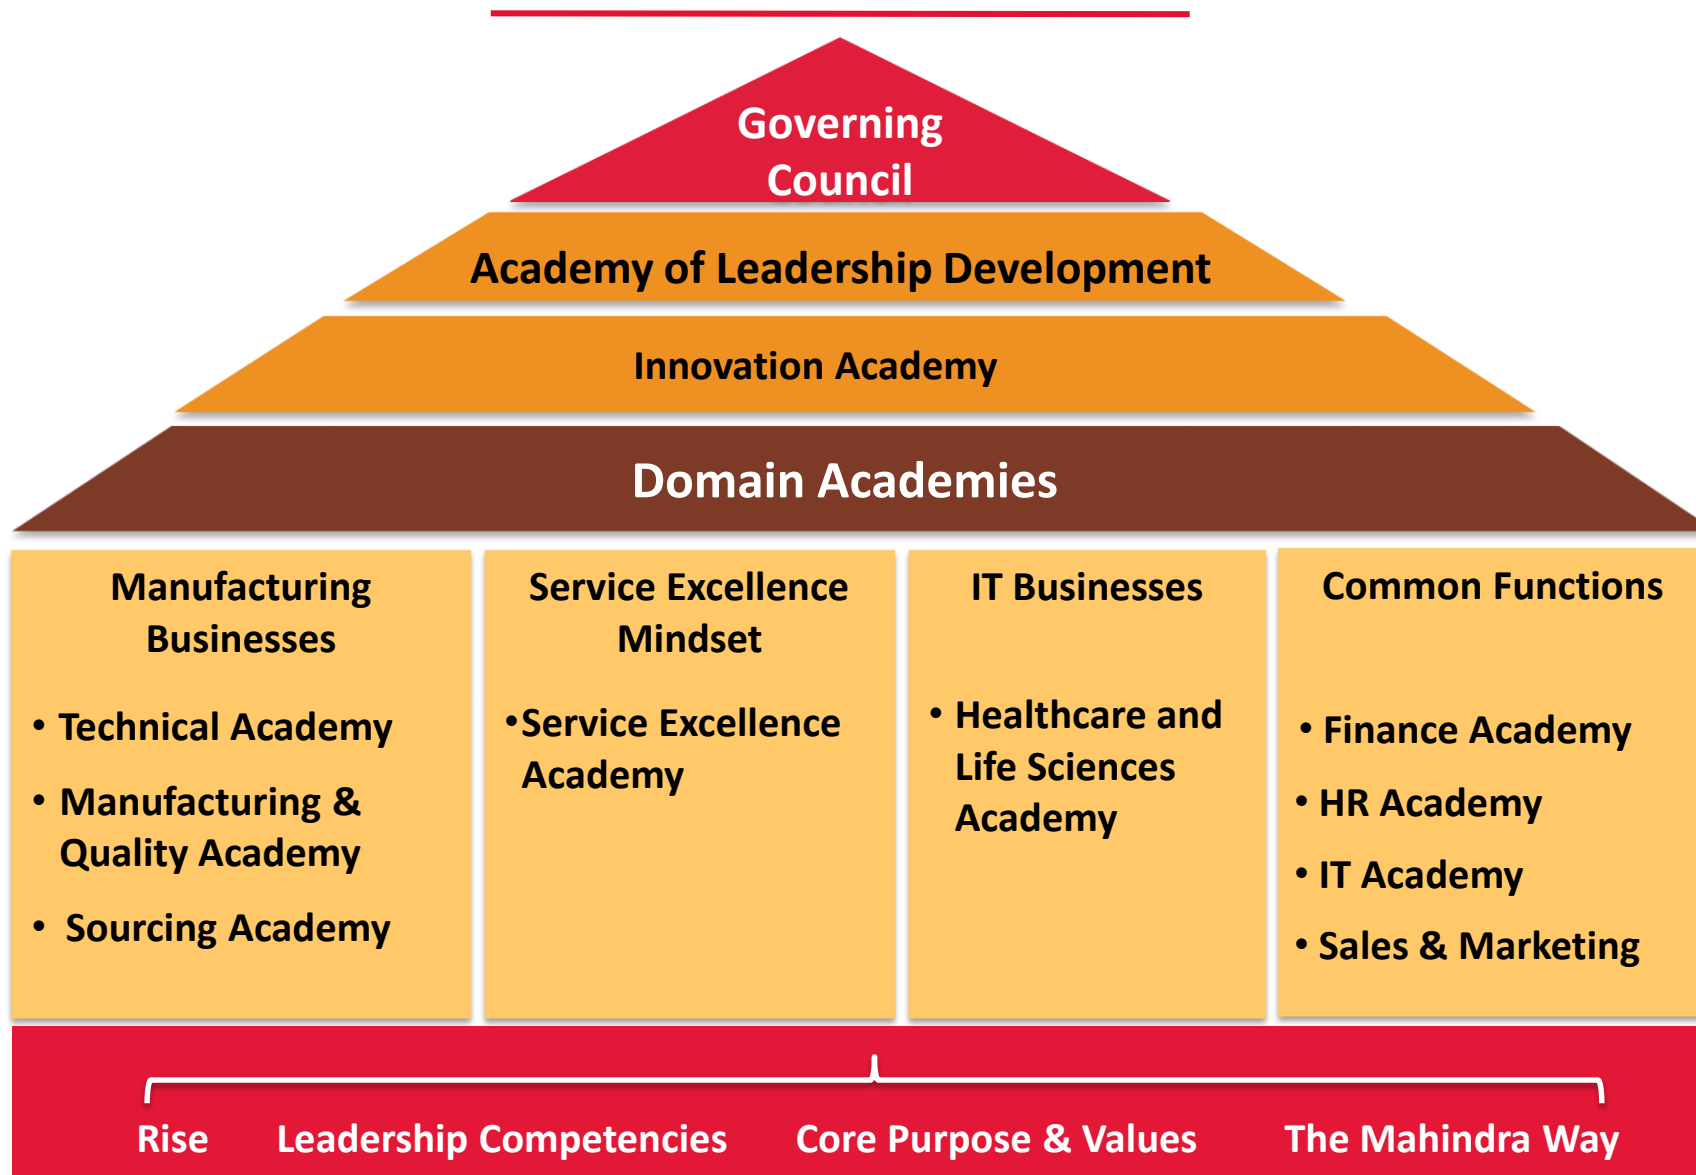 Governing
Council
Academy of Leadership Development
Innovation Academy
Domain Academies
Manufacturing
Businesses
• Technical Academy
• Manufacturing &
Quality Academy
• Sourcing Academy
Service Excellence
Mindset
•Service Excellence
Academy
IT Businesses
• Healthcare and
Life Sciences
Academy
Common Functions
• Finance Academy
• HR Academy
• IT Academy
• Sales & Marketing
Rise Leadership Competencies Core Purpose & Values The Mahindra Way